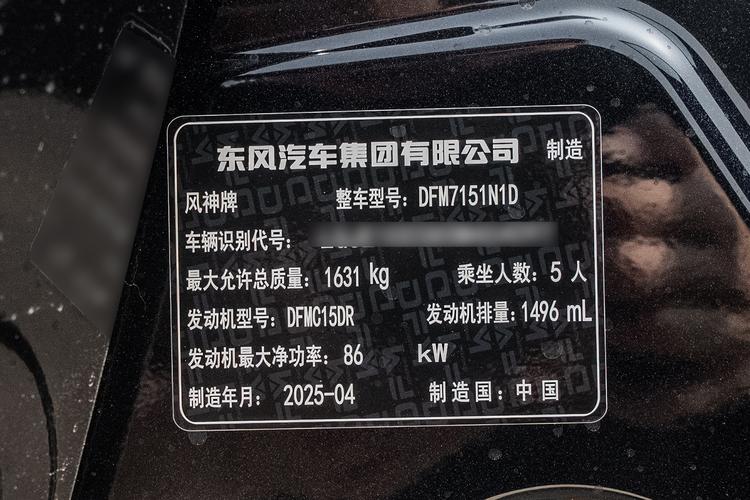 东风汽车集团有限公司 制造
风神牌 整车型号：DFM7151N1D
车辆识别代号：
最大允许总质量：1631 kg 乘坐人数：5 人
发动机型号：DFMC15DR 发动机排量：1496 mL
发动机最大净功率：86 kW
制造年月：2025-04 制造国：中国